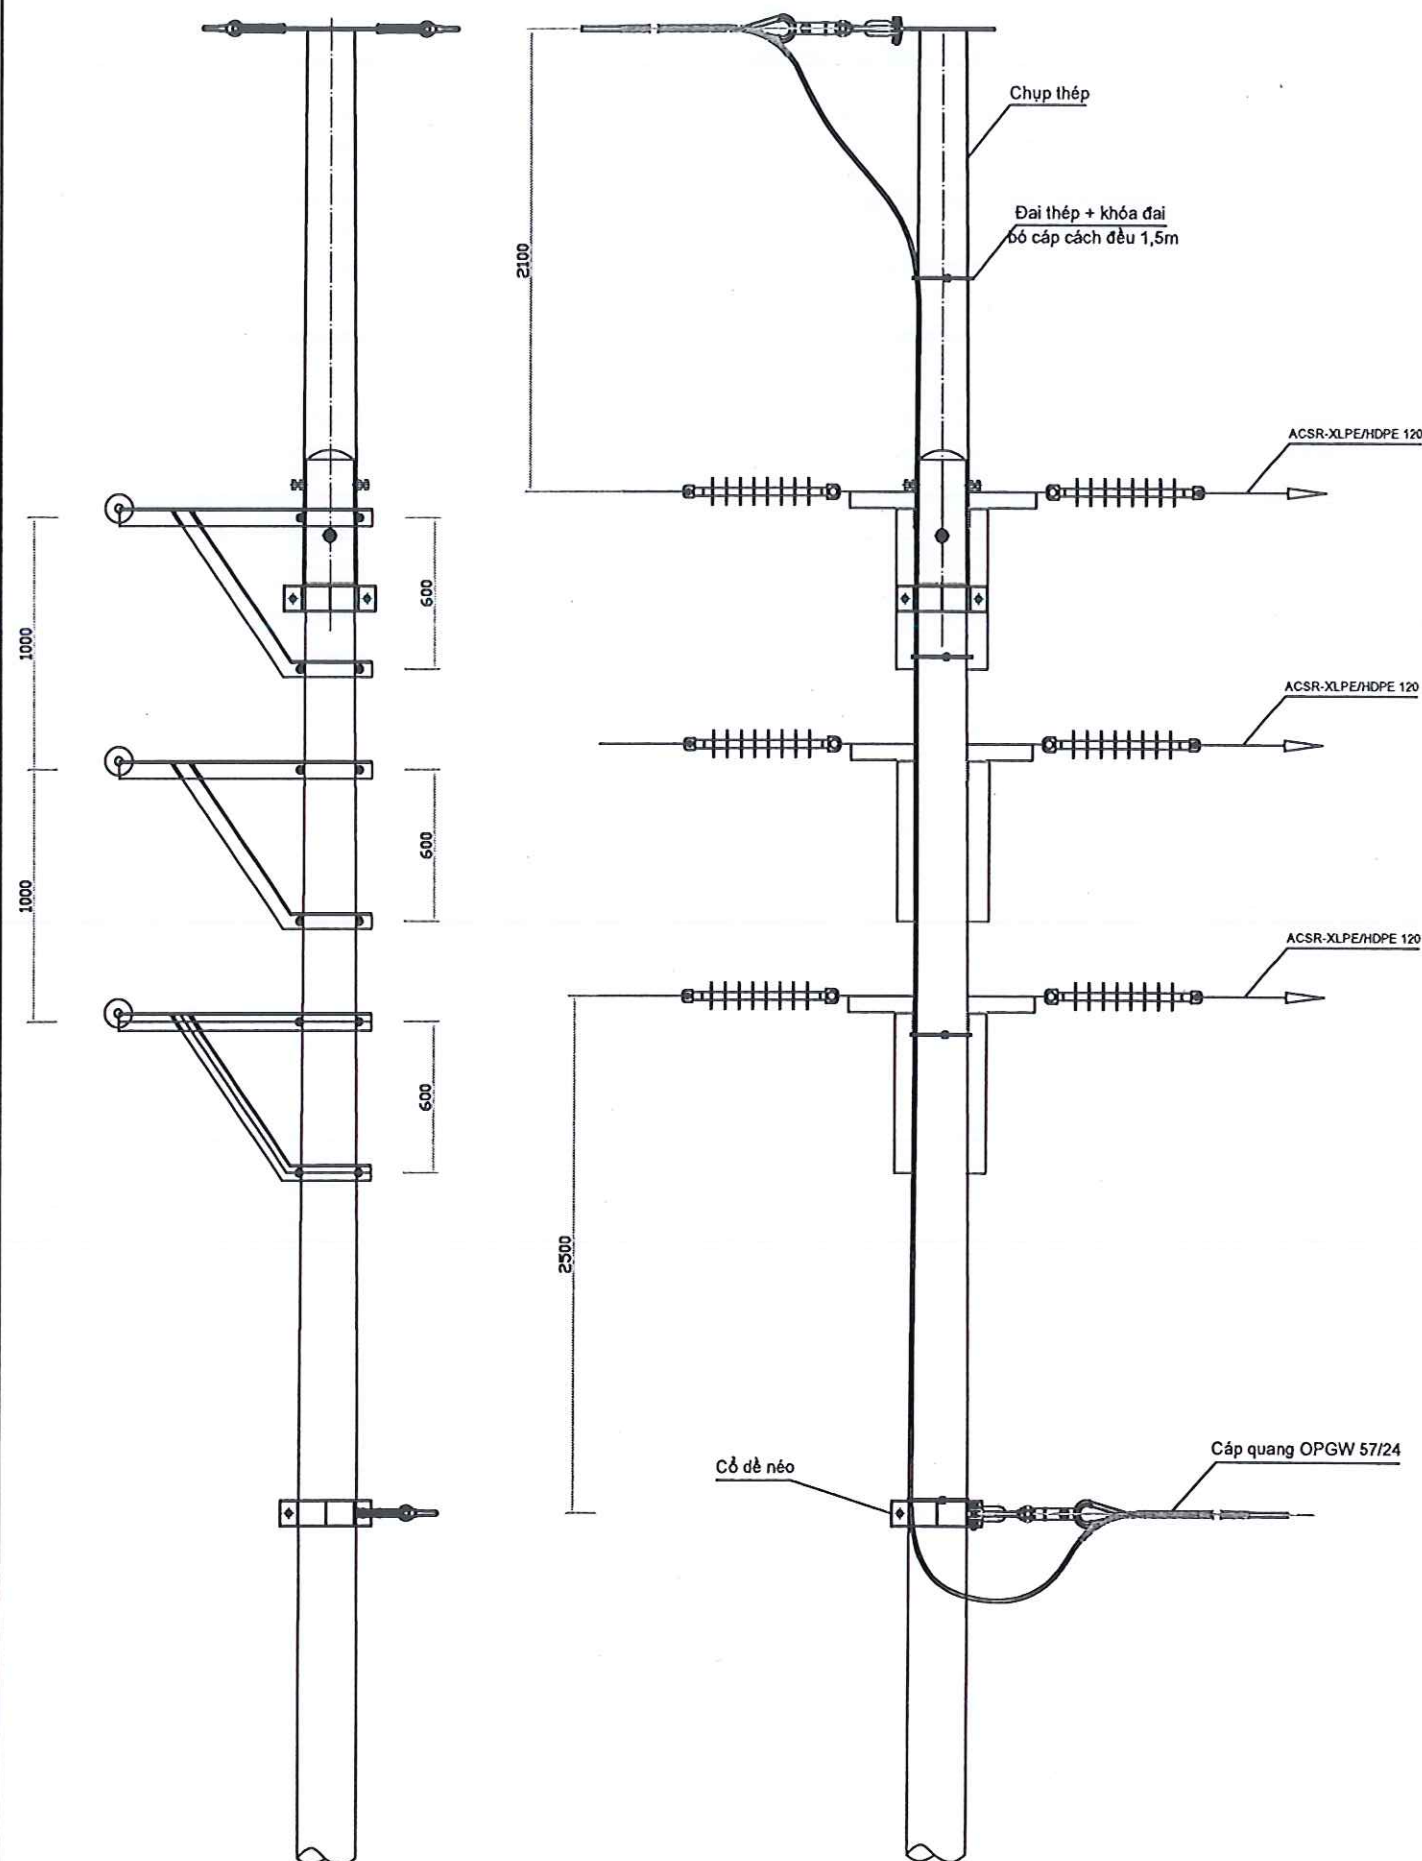 Chụp thép
Đai thép + khóa đai
bó cáp cách đều 1,5m
2100
ACSR-XLPE/HDPE 120
600
1000
ACSR-XLPE/HDPE 120
600
1000
ACSR-XLPE/HDPE 120
600
2500
Cổ dề néo
Cáp quang OPGW 57/24